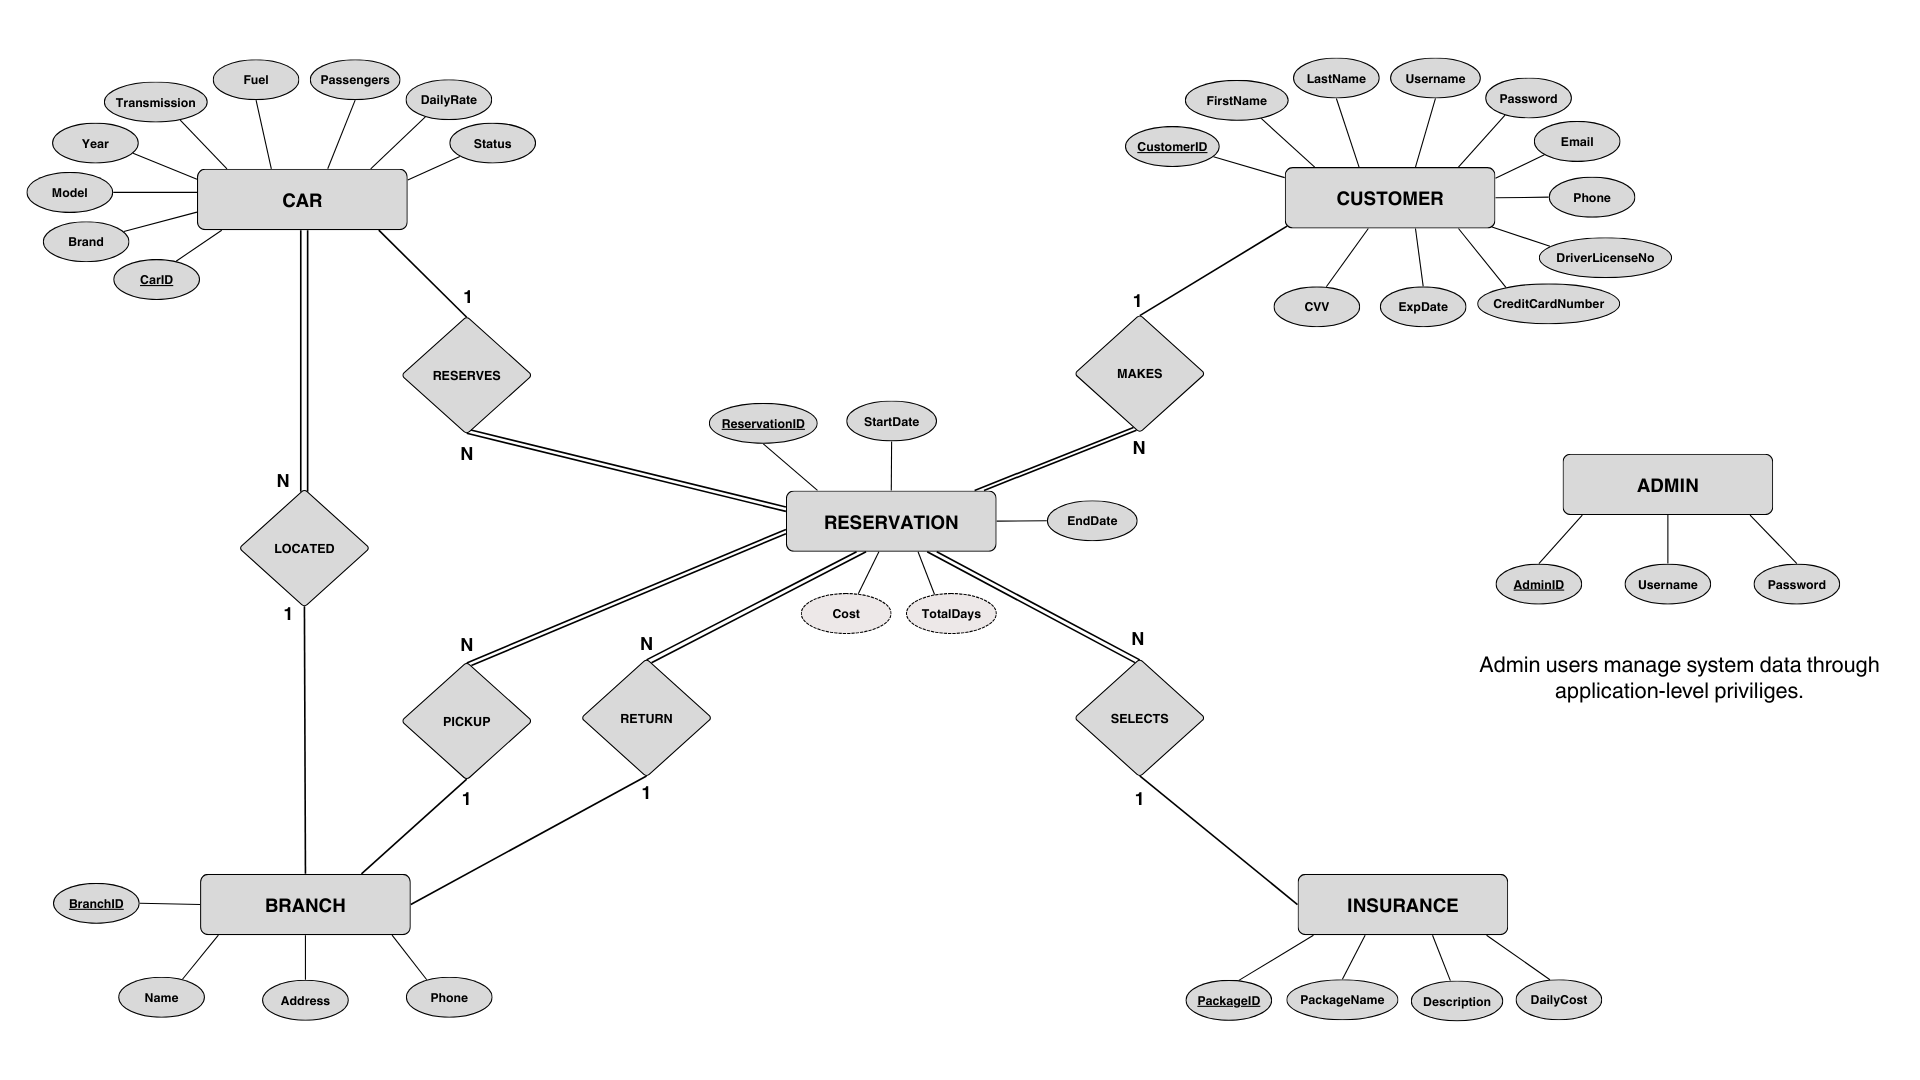 Fuel
Passengers
Transmission
DailyRate
Year
Status
Model
CAR
Brand
CarID
LastName
Username
FirstName
Password
CustomerID
Email
CUSTOMER
Phone
DriverLicenseNo
CVV
ExpDate
CreditCardNumber
1
RESERVES
N
1
MAKES
N
ReservationID
StartDate
RESERVATION
EndDate
Cost
TotalDays
ADMIN
AdminID
Username
Password
Admin users manage system data through
application-level priviliges.
N
LOCATED
1
N
PICKUP
1
N
RETURN
1
N
SELECTS
1
BranchID
BRANCH
Name
Address
Phone
INSURANCE
PackageID
PackageName
Description
DailyCost